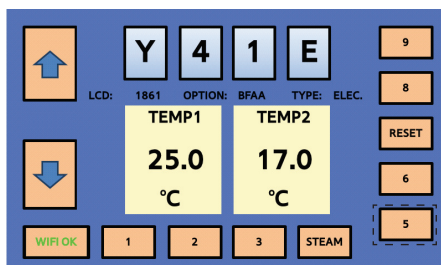 Y 4 1 E
9
LCD: 1861 OPTION: BFAA TYPE: ELEC.
8
TEMP1 TEMP2
RESET
25.0 17.0
°C °C
6
5
WIFI OK 1 2 3 STEAM